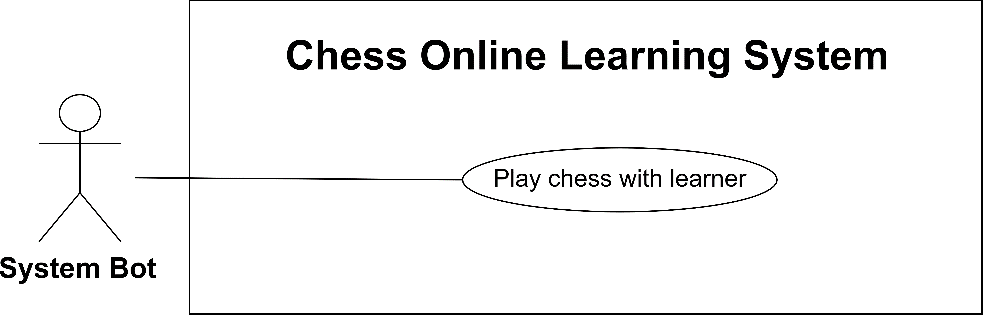 Chess Online Learning System
Play chess with learner
System Bot